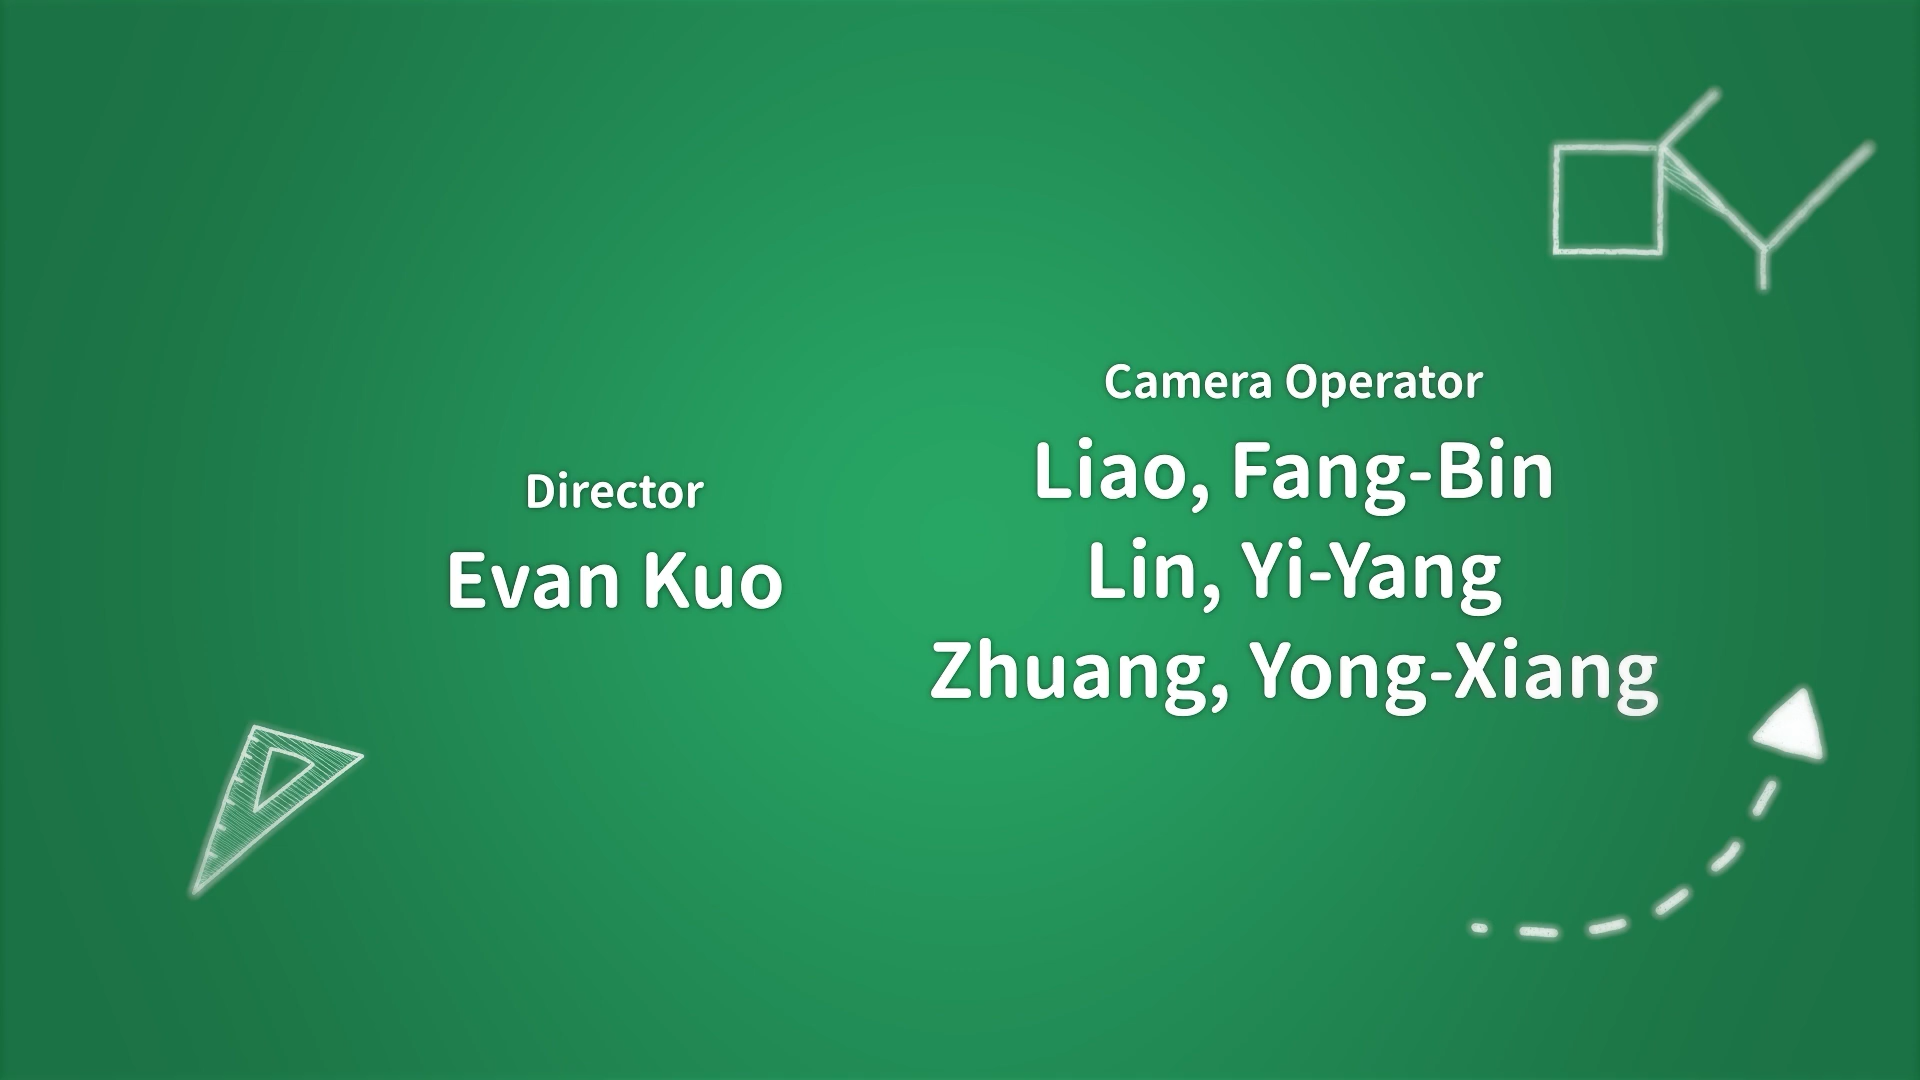 Director
Evan Kuo
Camera Operator
Liao, Fang-Bin
Lin, Yi-Yang
Zhuang, Yong-Xiang